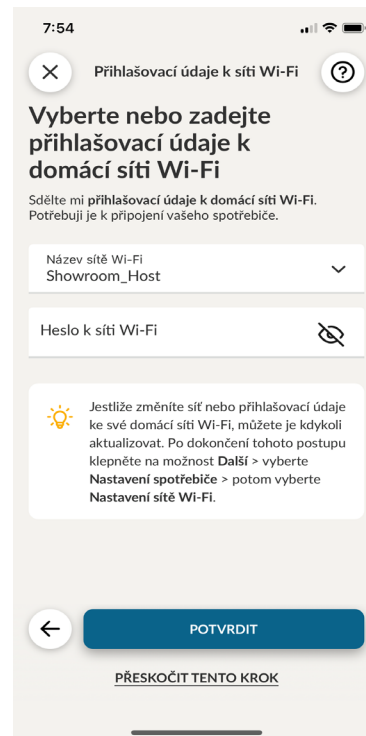 7:54
Přihlašovací údaje k síti Wi-Fi
Vyberte nebo zadejte
přihlašovací údaje k
domácí síti Wi-Fi
Sdělte mi přihlašovací údaje k domácí síti Wi-Fi.
Potřebuji je k připojení vašeho spotřebiče.
Název sítě Wi-Fi
Showroom_Host
Heslo k síti Wi-Fi
Jestliže změníte síť nebo přihlašovací údaje
ke své domácí síti Wi-Fi, můžete je kdykoli
aktualizovat. Po dokončení tohoto postupu
klepněte na možnost Další > vyberte
Nastavení spotřebiče > potom vyberte
Nastavení sítě Wi-Fi.
POTVRDIT
PŘESKOČIT TENTO KROK